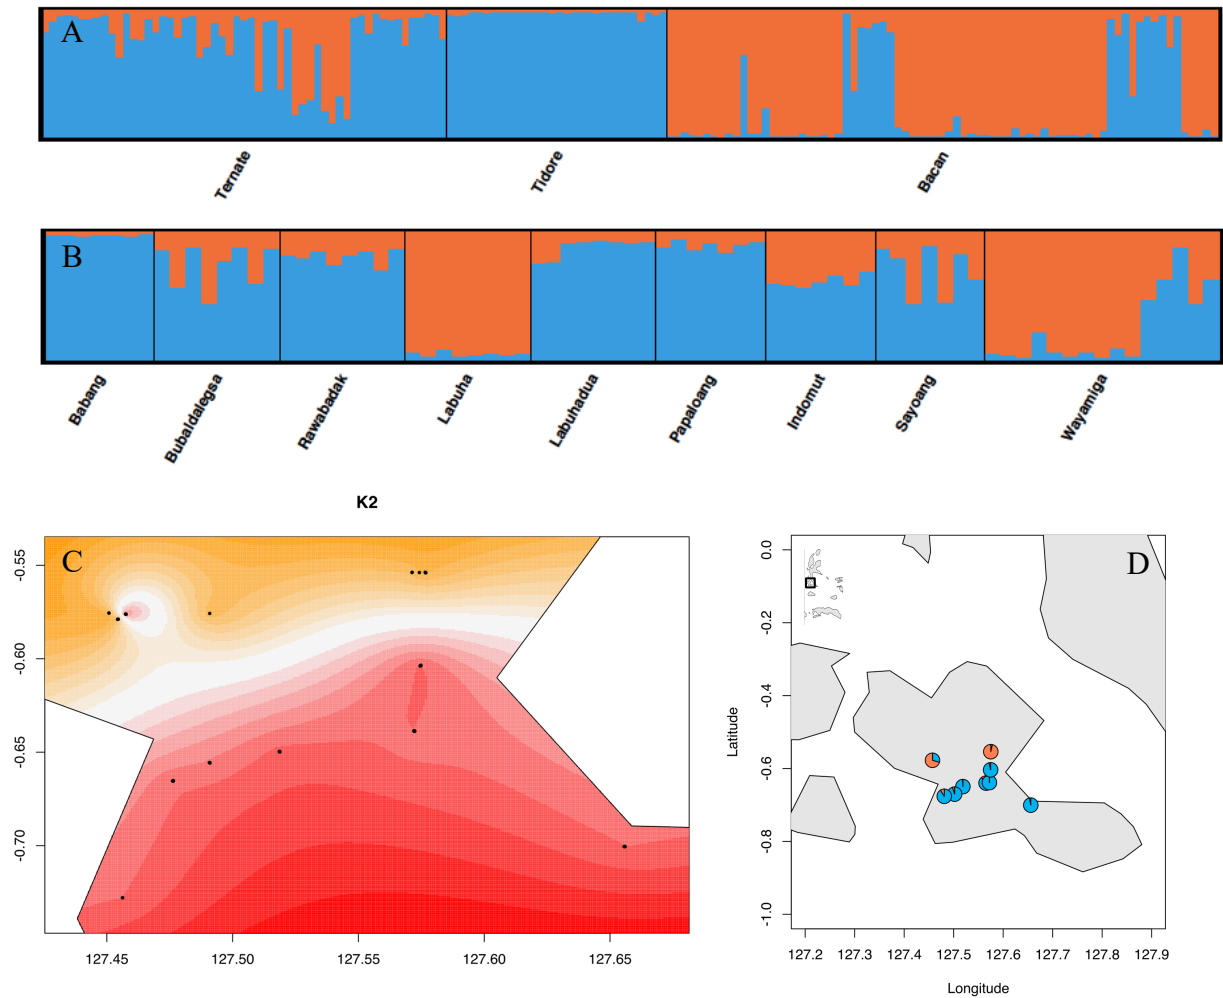 A
Ternate
Tidore
Bacan
B
Babang
Bubaldalegsa
Rawabadak
Labuha
Labuhadua
Papaloang
Indomut
Sayoang
Wayamiga
K2
C
-0.55
-0.60
-0.65
-0.70
127.45
127.50
127.55
127.60
127.65
D
0.0
-0.2
-0.4
-0.6
-0.8
-1.0
Latitude
127.2
127.3
127.4
127.5
127.6
127.7
127.8
127.9
Longitude